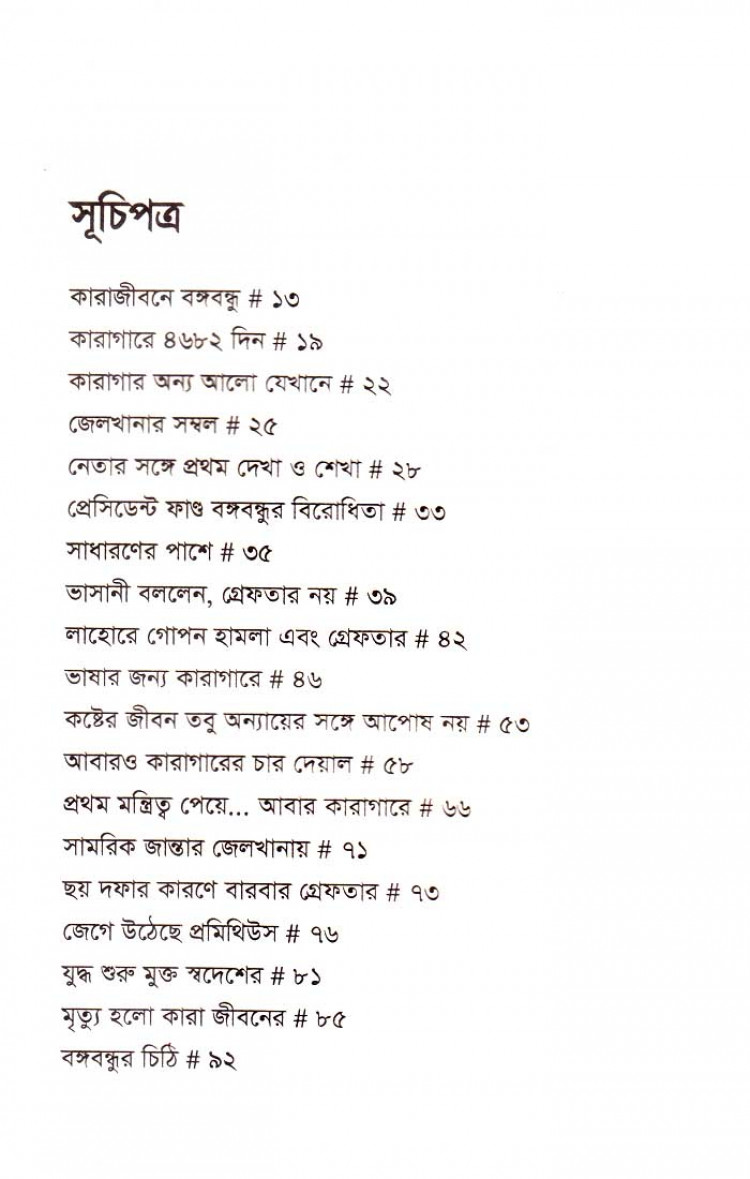 সূচিপত্র
কারাজীবনে বঙ্গবন্ধু # ১৩
কারাগারে ৪৬৮২ দিন # ১৯
কারাগার অন্য আলো যেখানে # ২২
জেলখানার সম্বল # ২৫
নেতার সঙ্গে প্রথম দেখা ও শেখা # ২৮
প্রেসিডেন্ট ফাণ্ড বঙ্গবন্ধুর বিরোধিতা # ৩৩
সাধারণের পাশে # ৩৫
ভাসানী বললেন, গ্রেফতার নয় # ৩৯
লাহোরে গোপন হামলা এবং গ্রেফতার # ৪২
ভাষার জন্য কারাগারে # ৪৬
কষ্টের জীবন তবু অন্যায়ের সঙ্গে আপোষ নয় # ৫৩
আবারও কারাগারের চার দেয়াল # ৫৮
প্রথম মন্ত্রিত্ব পেয়ে... আবার কারাগারে # ৬৬
সামরিক জান্তার জেলখানায় # ৭১
ছয় দফার কারণে বারবার গ্রেফতার # ৭৩
জেগে উঠেছে প্রমিথিউস # ৭৬
যুদ্ধ শুরু মুক্ত স্বদেশের # ৮১
মৃত্যু হলো কারা জীবনের # ৮৫
বঙ্গবন্ধুর চিঠি # ৯২